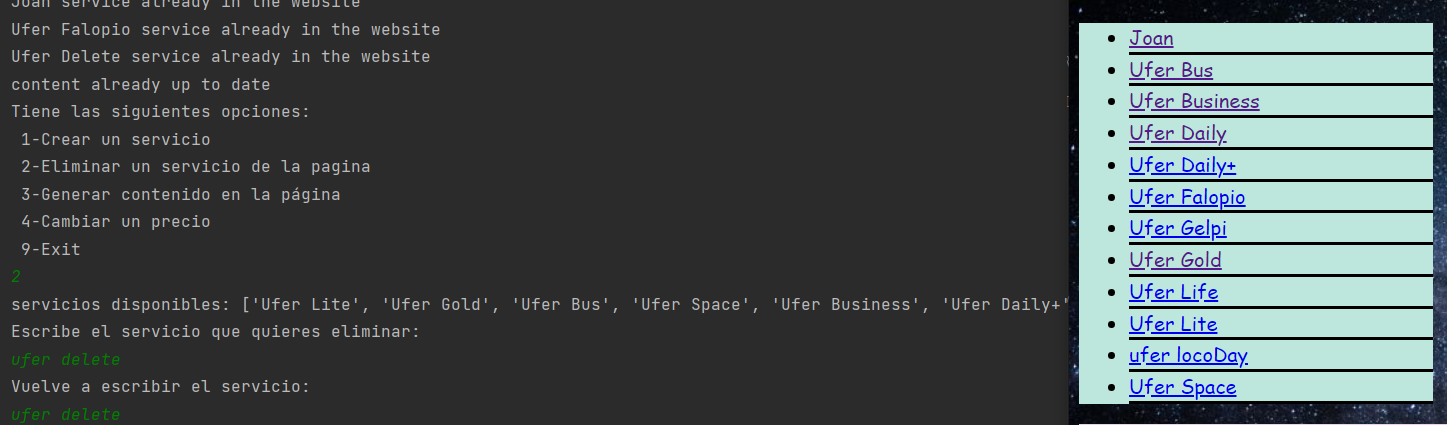 Joan service already in the website
Ufer Falopio service already in the website
Ufer Delete service already in the website
content already up to date
Tiene las siguientes opciones:
1-Crear un servicio
2-Eliminar un servicio de la pagina
3-Generar contenido en la página
4-Cambiar un precio
9-Exit
2
servicios disponibles: ['Ufer Lite', 'Ufer Gold', 'Ufer Bus', 'Ufer Space', 'Ufer Business', 'Ufer Daily+'
Escribe el servicio que quieres eliminar:
ufer delete
Vuelve a escribir el servicio:
ufer delete
Joan
Ufer Bus
Ufer Business
Ufer Daily
Ufer Daily+
Ufer Falopio
Ufer Gelpi
Ufer Gold
Ufer Life
Ufer Lite
ufer locoDay
Ufer Space